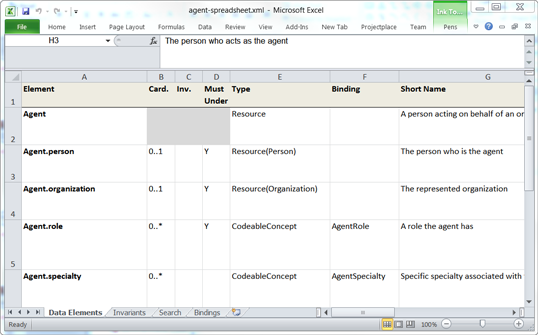 agent-spreadsheet.xml - Microsoft Excel
Ink To...
File Home Insert Page Layout Formulas Data Review View Add-Ins New Tab Projectplace Team Pens
H3 fx The person who acts as the agent
A B C D E F G
1 Element Card. Inv. Must Under Type Binding Short Name
2 Agent Resource A person acting on behalf of an or
3 Agent.person 0..1 Y Resource(Person) The person who is the agent
4 Agent.organization 0..1 Y Resource(Organization) The represented organization
5 Agent.role 0..* Y CodeableConcept AgentRole A role the agent has
Agent.specialty 0..* CodeableConcept AgentSpecialty Specific specialty associated with
Data Elements Invariants Search Bindings
Ready 100%